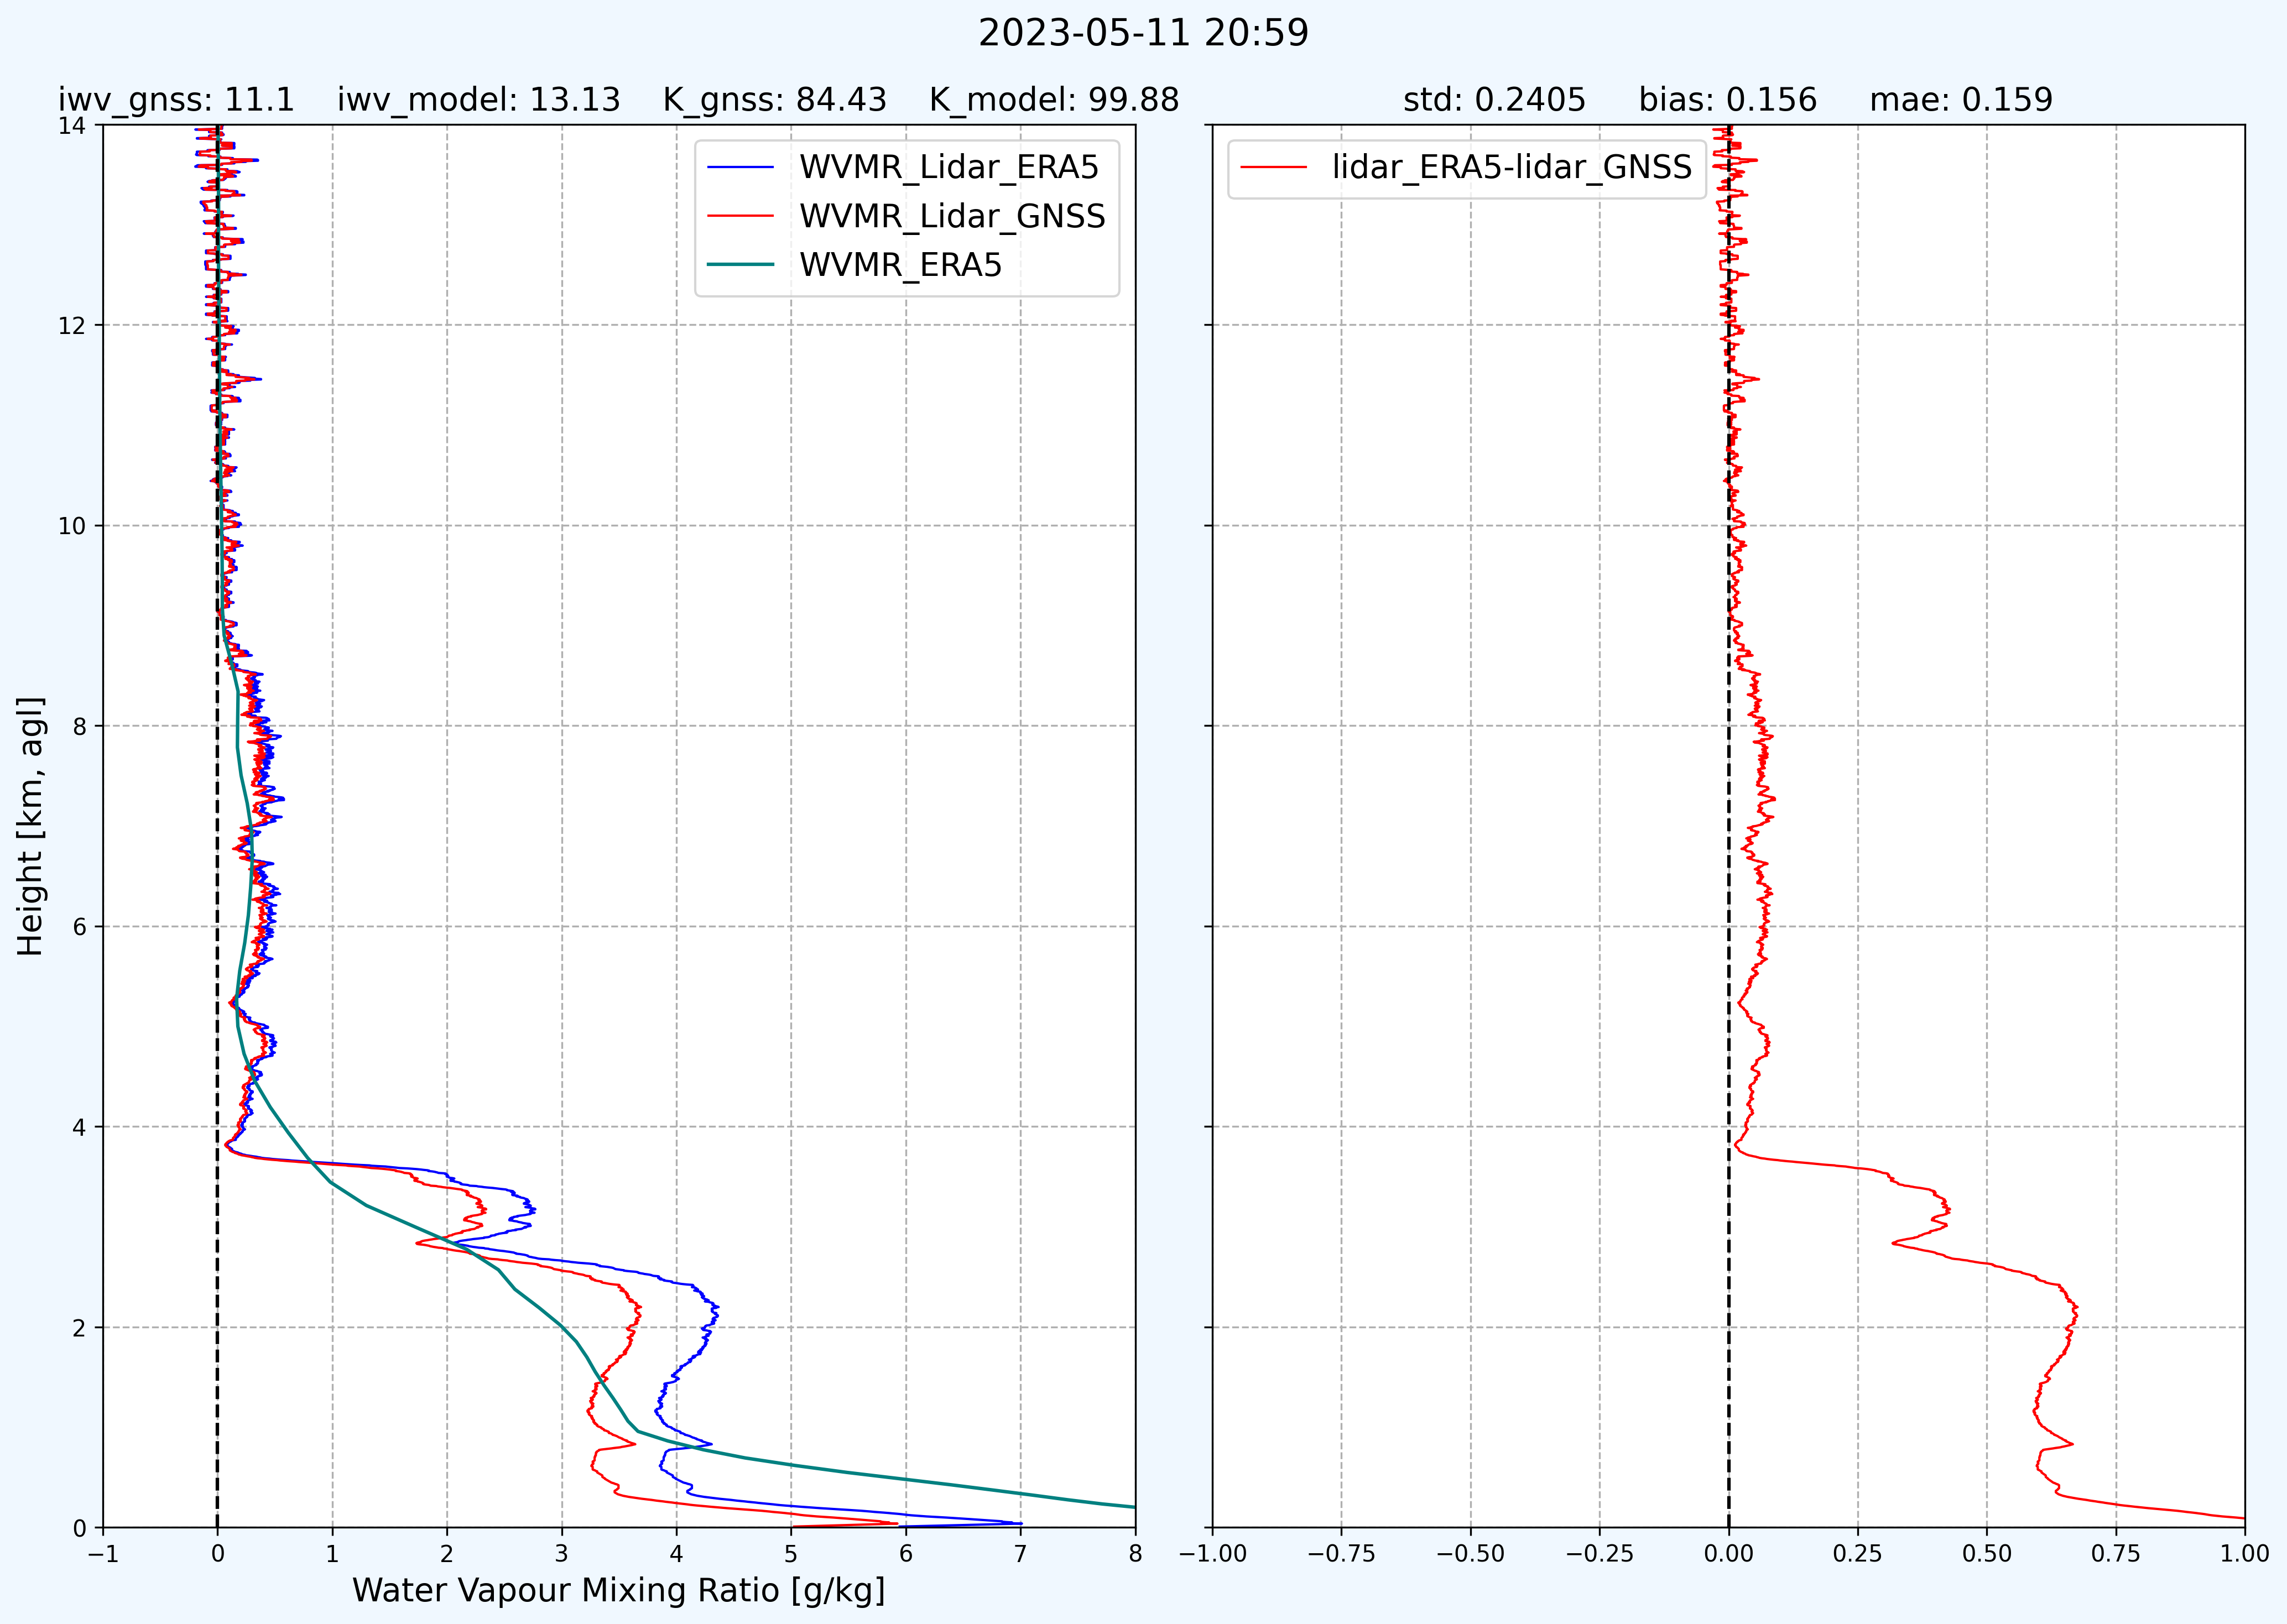 2023-05-11 20:59
iwv_gnss: 11.1 iwv_model: 13.13 K_gnss: 84.43 K_model: 99.88
std: 0.2405 bias: 0.156 mae: 0.159
WVMR_Lidar_ERA5
WVMR_Lidar_GNSS
WVMR_ERA5
lidar_ERA5-lidar_GNSS
14
12
10
8
6
4
2
0
Height [km, agl]
−1 0 1 2 3 4 5 6 7 8
Water Vapour Mixing Ratio [g/kg]
−1.00 −0.75 −0.50 −0.25 0.00 0.25 0.50 0.75 1.00